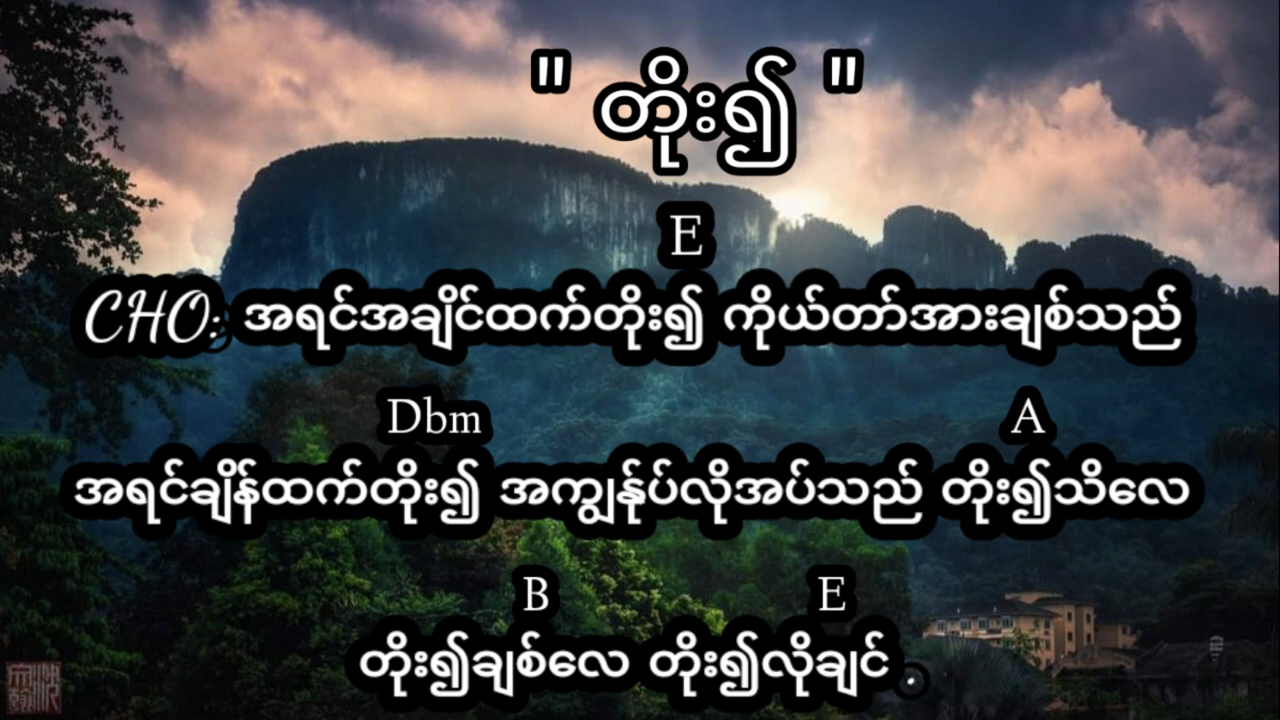 " တိုး၍ "
E
CHO: အရင်အချိင်ထက်တိုး၍ ကိုယ်တာ်အားချစ်သည်
Dbm A
အရင်ချိန်ထက်တိုး၍ အကျွန်ုပ်လိုအပ်သည် တိုး၍သိလေ
B E
တိုး၍ချစ်လေ တိုး၍လိုချင် .